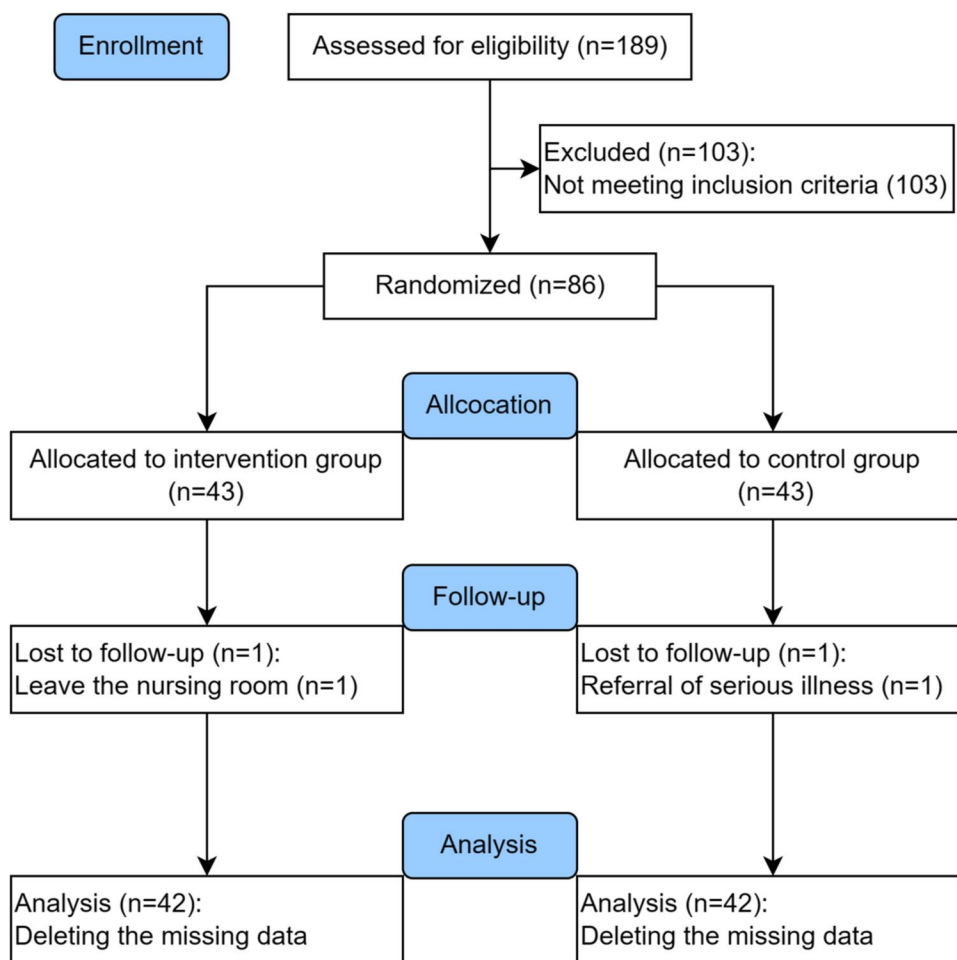 Enrollment
Assessed for eligibility (n=189)
Excluded (n=103):
Not meeting inclusion criteria (103)
Randomized (n=86)
Allcocation
Allocated to intervention group
(n=43)
Allocated to control group
(n=43)
Follow-up
Lost to follow-up (n=1):
Leave the nursing room (n=1)
Lost to follow-up (n=1):
Referral of serious illness (n=1)
Analysis
Analysis (n=42):
Deleting the missing data
Analysis (n=42):
Deleting the missing data